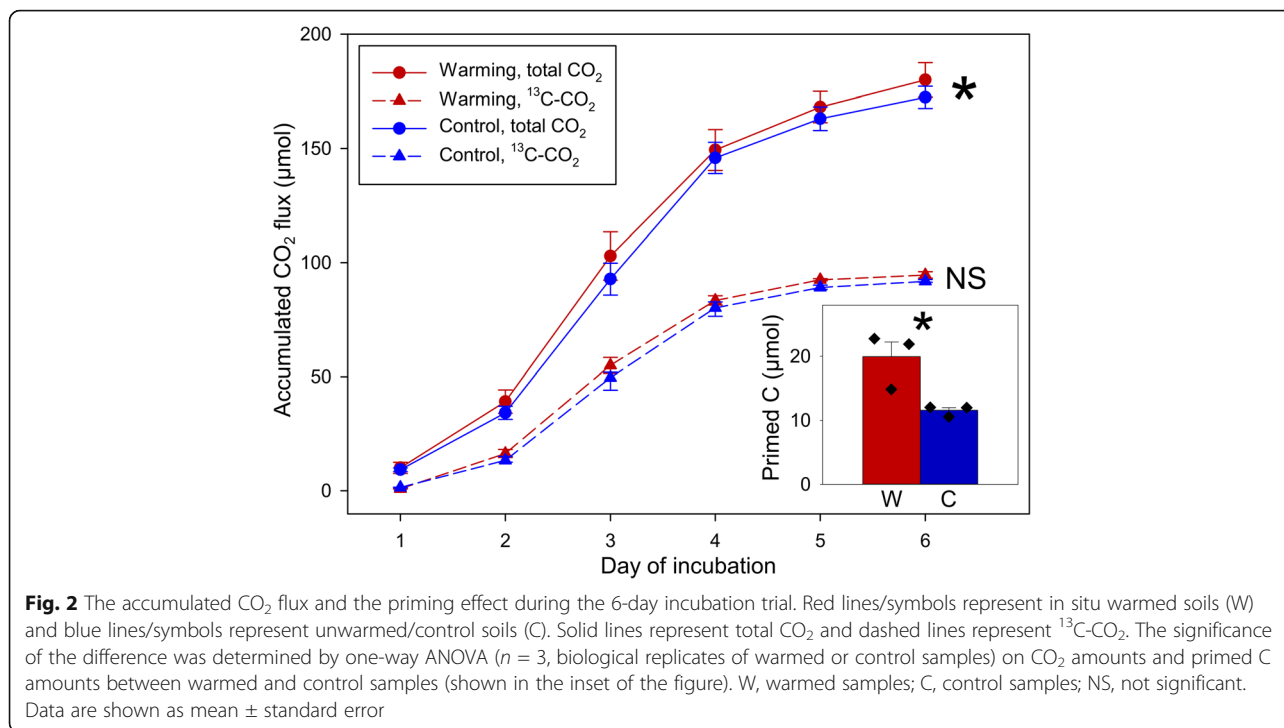 200
150
100
50
0
Accumulated CO₂ flux (µmol)
Warming, total CO₂
Warming, ¹³C-CO₂
Control, total CO₂
Control, ¹³C-CO₂
*
NS
*
20
10
0
Primed C (µmol)
W C
1 2 3 4 5 6
Day of incubation
Fig. 2 The accumulated CO₂ flux and the priming effect during the 6-day incubation trial. Red lines/symbols represent in situ warmed soils (W)
and blue lines/symbols represent unwarmed/control soils (C). Solid lines represent total CO₂ and dashed lines represent ¹³C-CO₂. The significance
of the difference was determined by one-way ANOVA (n = 3, biological replicates of warmed or control samples) on CO₂ amounts and primed C
amounts between warmed and control samples (shown in the inset of the figure). W, warmed samples; C, control samples; NS, not significant.
Data are shown as mean ± standard error